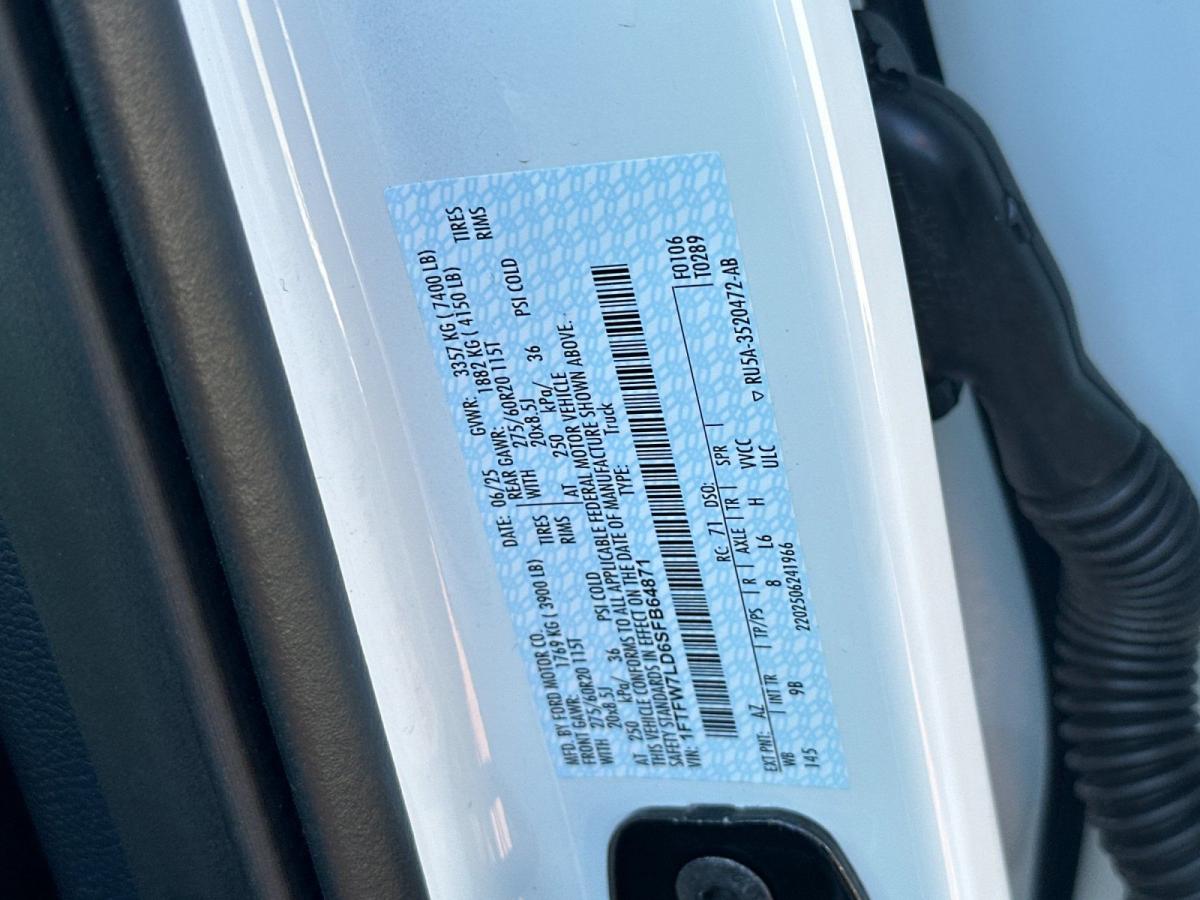 MFD. BY FORD MOTOR CO. DATE: 06/25 GVWR: 3357 KG ( 7400 LB)
FRONT GAWR: 1769 KG ( 3900 LB) REAR GAWR: 1882 KG ( 4150 LB)
275/60R20 115T TIRES WITH 275/60R20 115T TIRES
WITH 20x8.5J RIMS 20x8.5J RIMS
AT 250 kPa/ 36 PSI COLD AT 250 kPa/ 36 PSI COLD
THIS VEHICLE CONFORMS TO ALL APPLICABLE FEDERAL MOTOR VEHICLE
SAFETY STANDARDS IN EFFECT ON THE DATE OF MANUFACTURE SHOWN ABOVE.
VIN: 1FTFW7LD6SFB64871 TYPE: Truck
F0106
T0289
EXT PNT: AZ RC: 71 DSO:
WB INT TR TP/PS R AXLE TR SPR
145 9B 8 L6 H VVCC
ULC
2202506241966
▽ RU5A-3520472-AB